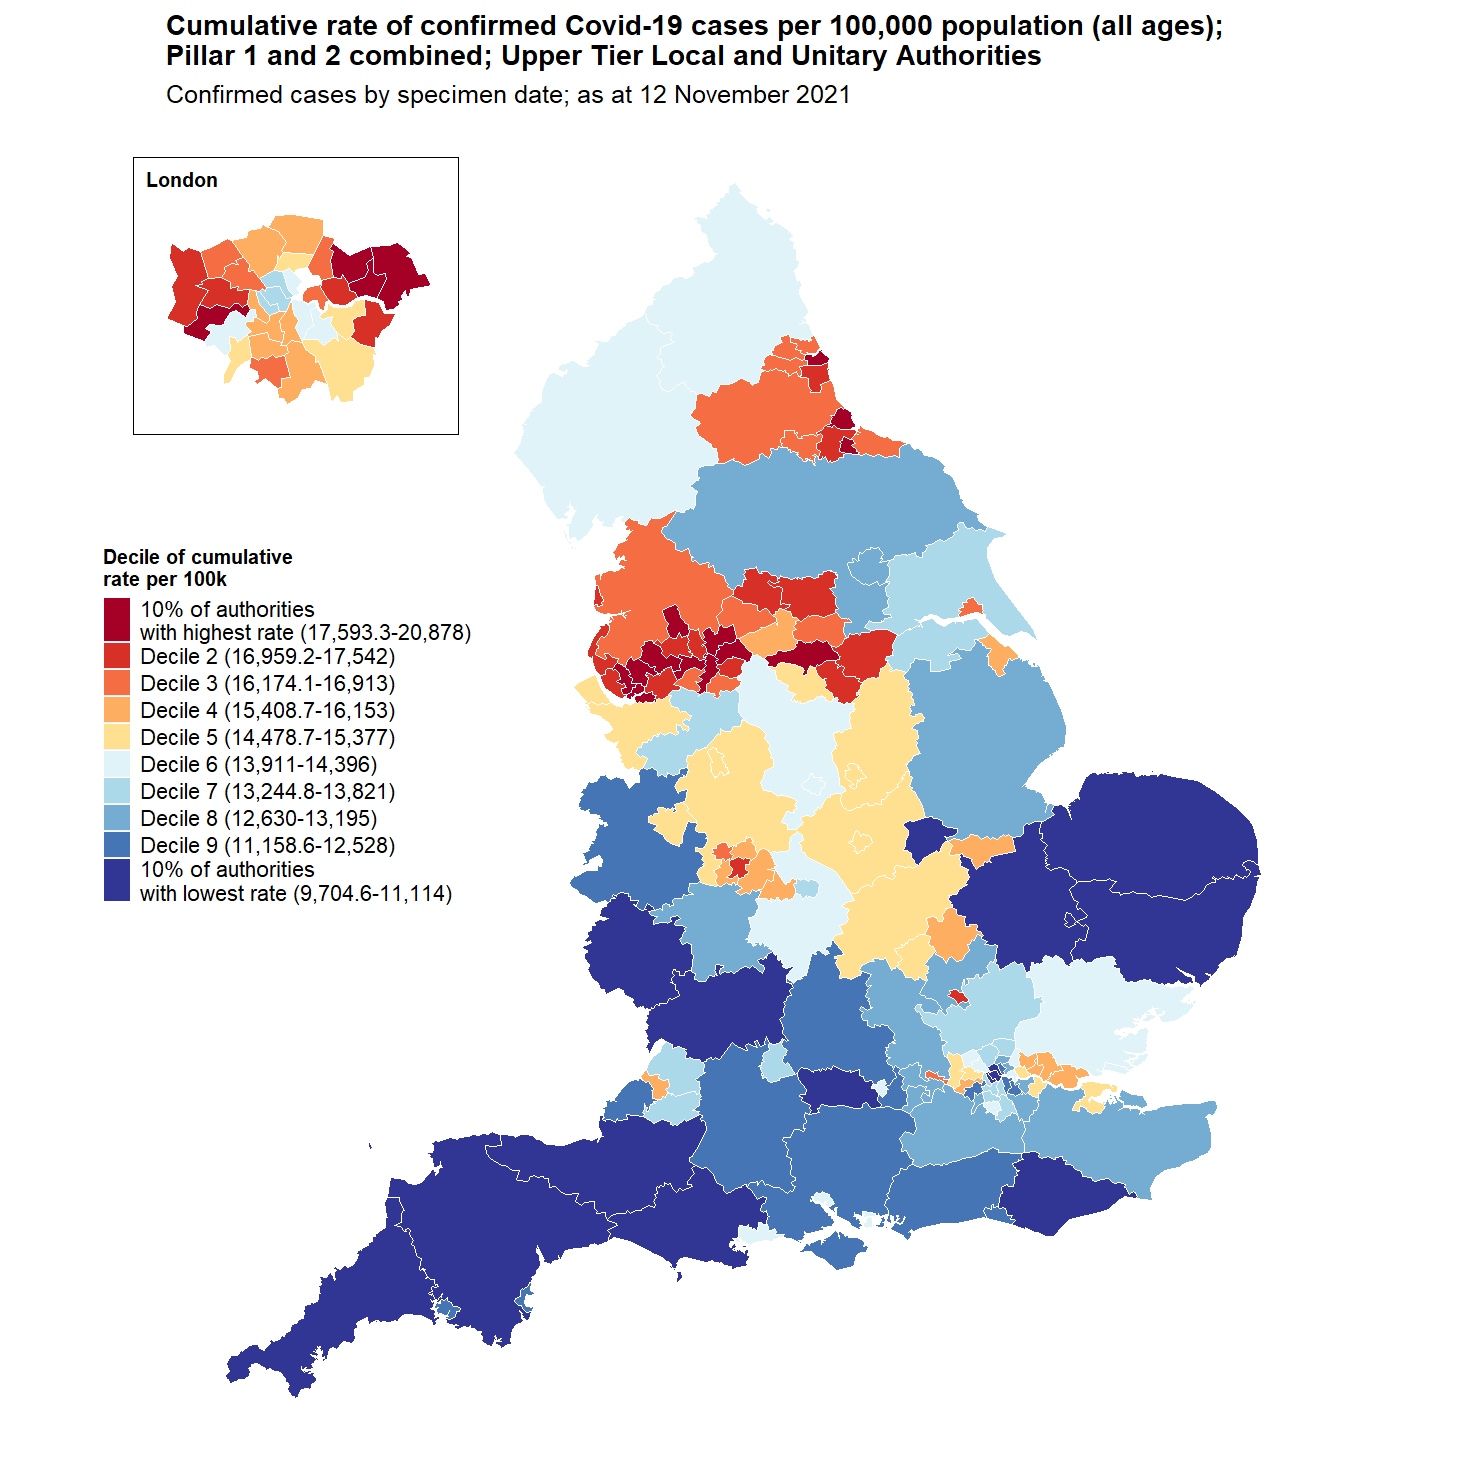 Cumulative rate of confirmed Covid-19 cases per 100,000 population (all ages);
Pillar 1 and 2 combined; Upper Tier Local and Unitary Authorities
Confirmed cases by specimen date; as at 12 November 2021
London
Decile of cumulative
rate per 100k
10% of authorities
with highest rate (17,593.3-20,878)
Decile 2 (16,959.2-17,542)
Decile 3 (16,174.1-16,913)
Decile 4 (15,408.7-16,153)
Decile 5 (14,478.7-15,377)
Decile 6 (13,911-14,396)
Decile 7 (13,244.8-13,821)
Decile 8 (12,630-13,195)
Decile 9 (11,158.6-12,528)
10% of authorities
with lowest rate (9,704.6-11,114)